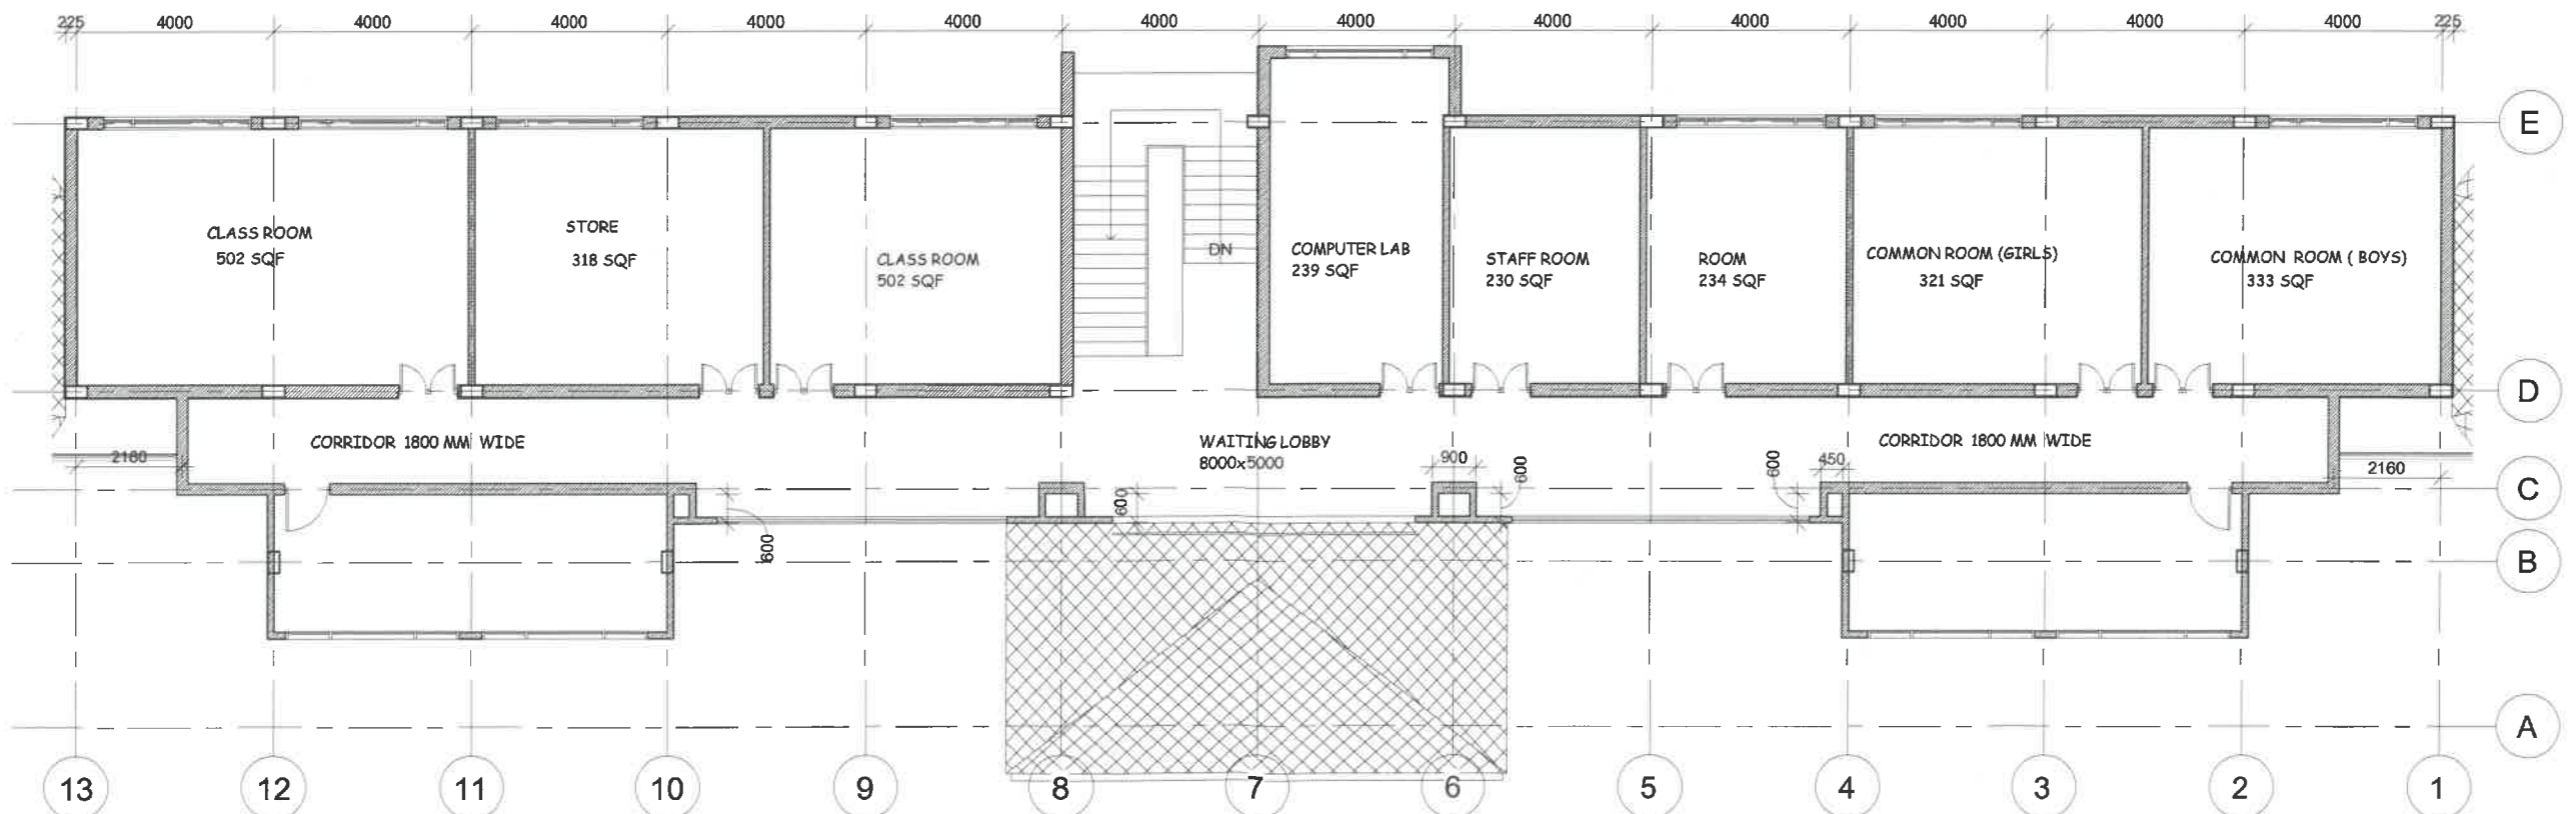 225 4000 4000 4000 4000 4000 4000 4000 4000 4000 4000 4000 4000 225
E
CLASS ROOM
502 SQF
STORE
318 SQF
CLASS ROOM
502 SQF
DN
COMPUTER LAB
239 SQF
STAFF ROOM
230 SQF
ROOM
234 SQF
COMMON ROOM (GIRLS)
321 SQF
COMMON ROOM ( BOYS)
333 SQF
D
2160
CORRIDOR 1800 MM WIDE
WAITING LOBBY
8000x5000
900
600
600
450
CORRIDOR 1800 MM WIDE
2160
C
600
600
B
A
13 12 11 10 9 8 7 6 5 4 3 2 1